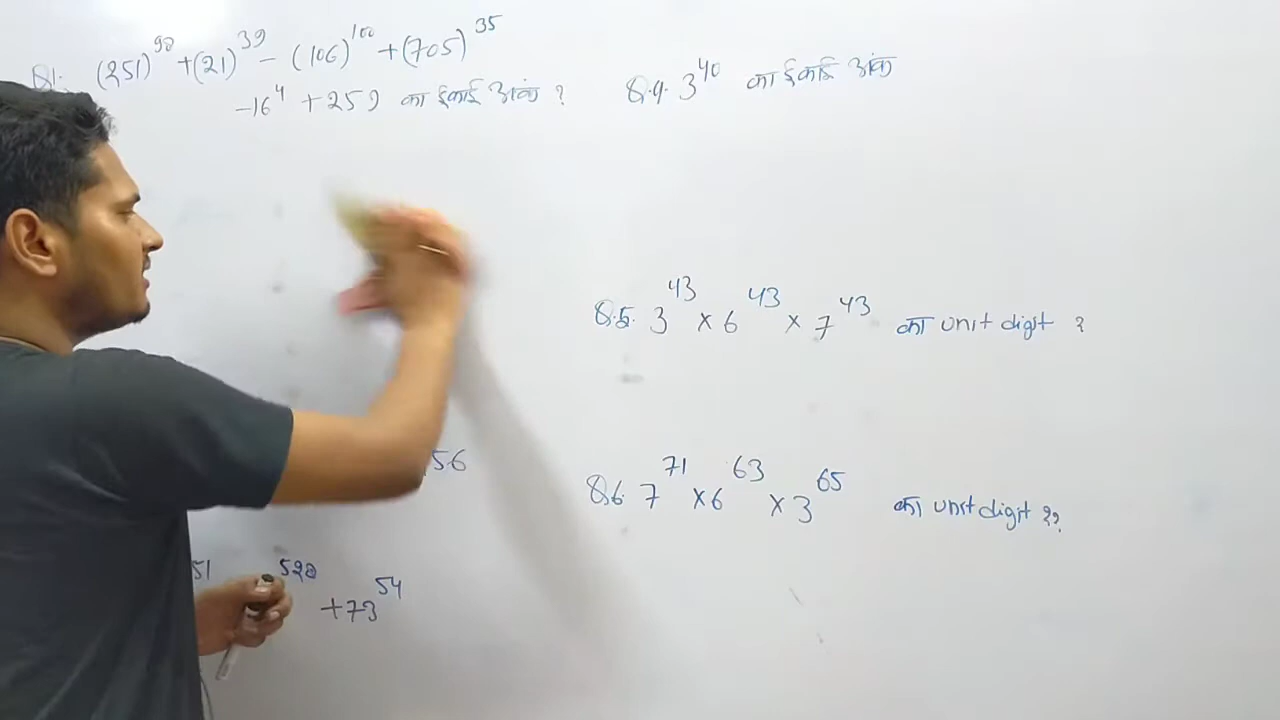 Q1. (251)^98 + (21)^39 - (106)^100 + (705)^35
-16^4 + 259 का इकाई अंक ?
56
51 520
+73^54
Q.4. 3^40 का इकाई अंक
Q.5. 3^43 × 6^43 × 7^43 का unit digit ?
Q.6. 7^71 × 6^63 × 3^65 का unit digit ??